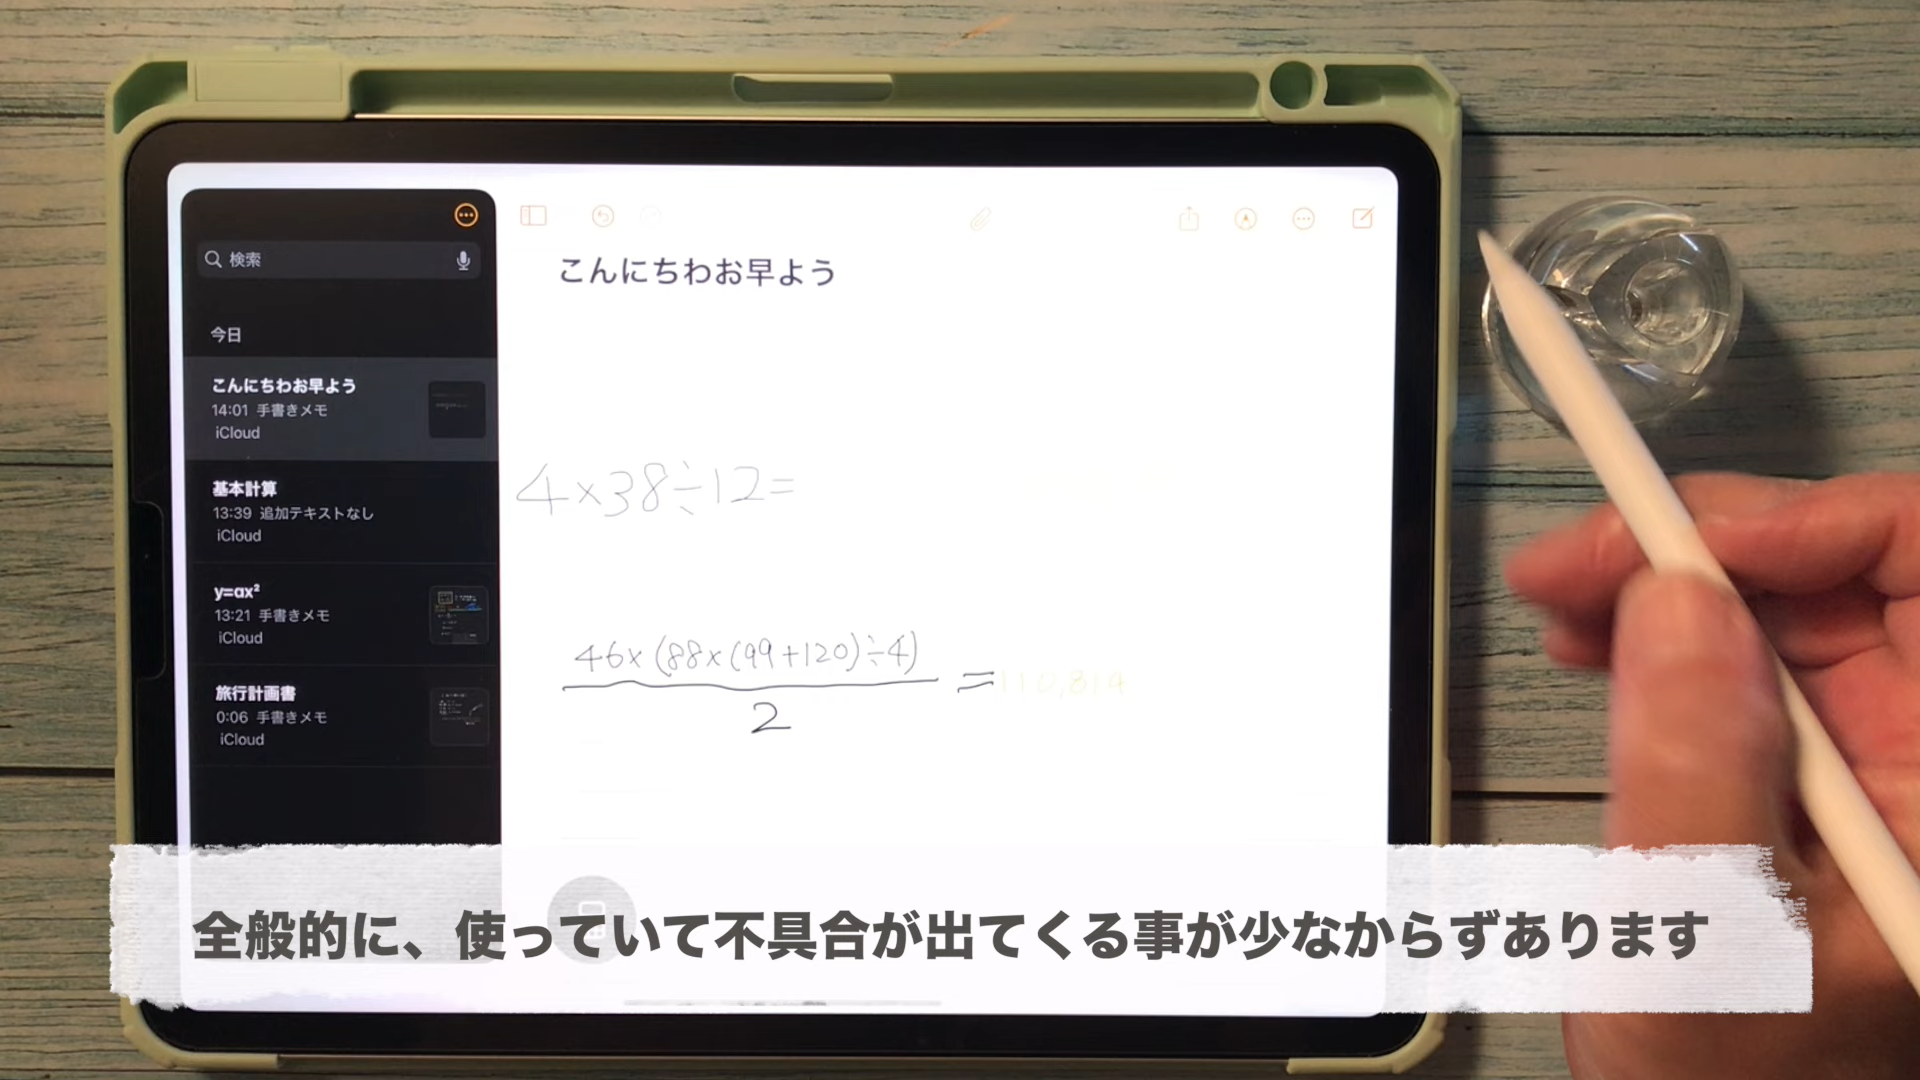 検索
今日
こんにちわお早よう
14:01 手書きメモ
iCloud
基本計算
13:39 追加テキストなし
iCloud
y=ax²
13:21 手書きメモ
iCloud
旅行計画書
0:06 手書きメモ
iCloud
こんにちわお早よう
4×38÷12=
46×(88×(99+120)÷4)
2
=110,814
全般的に、使っていて不具合が出てくる事が少なからずあります